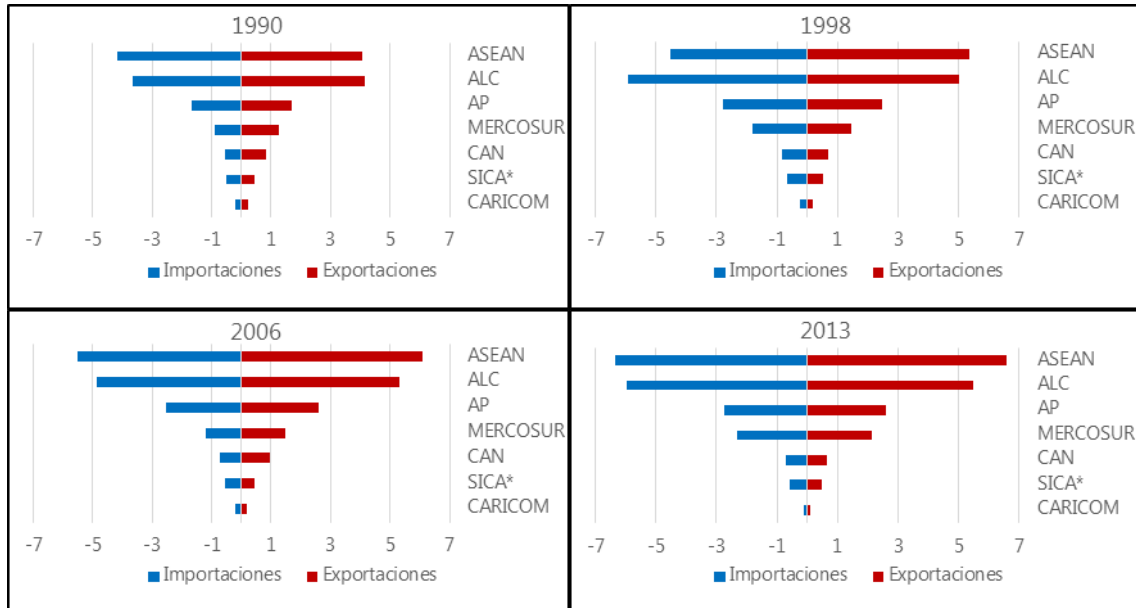 1990
ASEAN
ALC
AP
MERCOSUR
CAN
SICA*
CARICOM
-7 -5 -3 -1 1 3 5 7
Importaciones Exportaciones
1998
ASEAN
ALC
AP
MERCOSUR
CAN
SICA*
CARICOM
-7 -5 -3 -1 1 3 5 7
Importaciones Exportaciones
2006
ASEAN
ALC
AP
MERCOSUR
CAN
SICA*
CARICOM
-7 -5 -3 -1 1 3 5 7
Importaciones Exportaciones
2013
ASEAN
ALC
AP
MERCOSUR
CAN
SICA*
CARICOM
-7 -5 -3 -1 1 3 5 7
Importaciones Exportaciones